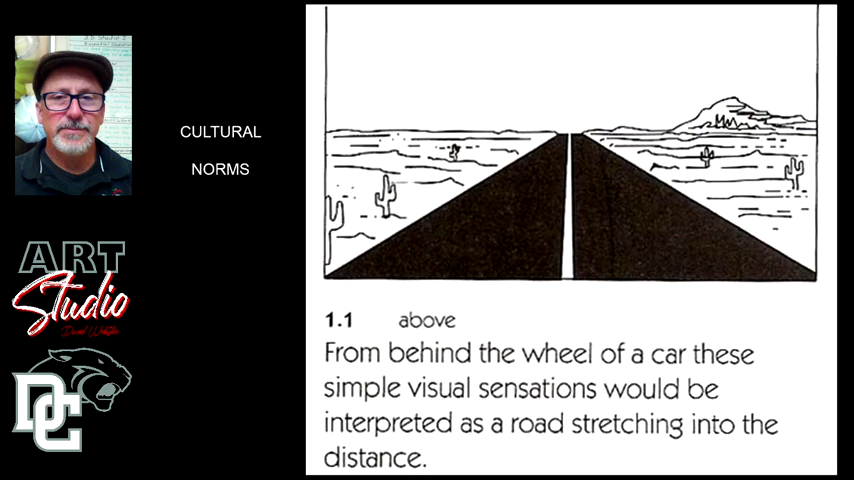 CULTURAL
NORMS
ART
Studio
DC
1.1 above
From behind the wheel of a car these
simple visual sensations would be
interpreted as a road stretching into the
distance.